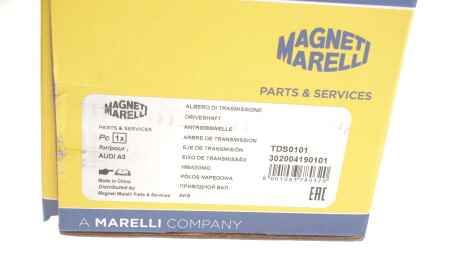 MAGNETI
MARELLI
PARTS & SERVICES
MAGNETI
MARELLI
PARTS & SERVICES
Pc 1x
for/pour :
AUDI A3
Made in China
Distributed by
Magneti Marelli Parts & Services
ALBERO DI TRASMISSIONE
DRIVESHAFT
ANTRIEBSWELLE
ARBRE DE TRANSMISSION
EJE DE TRANSMISIÓN
EIXO DE TRANSMISSÃO
ΗΜΙΑΞΟΝΙΟ
PÓŁOŚ NAPĘDOWA
ПРИВОДНОЙ ВАЛ
AKS
TDS0101
302004190101
EAC
A MARELLI COMPANY